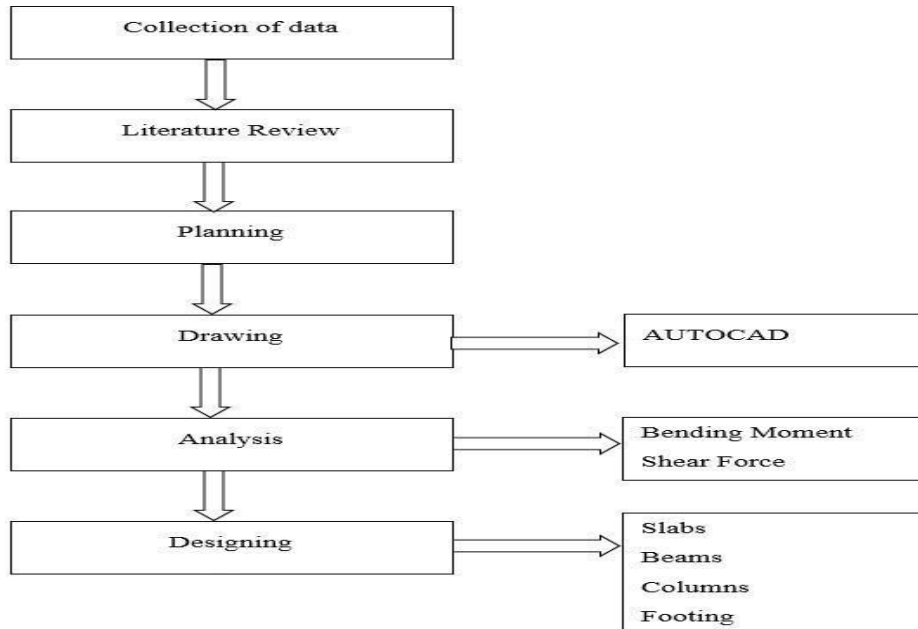 Collection of data
Literature Review
Planning
Drawing
AUTOCAD
Analysis
Bending Moment
Shear Force
Designing
Slabs
Beams
Columns
Footing